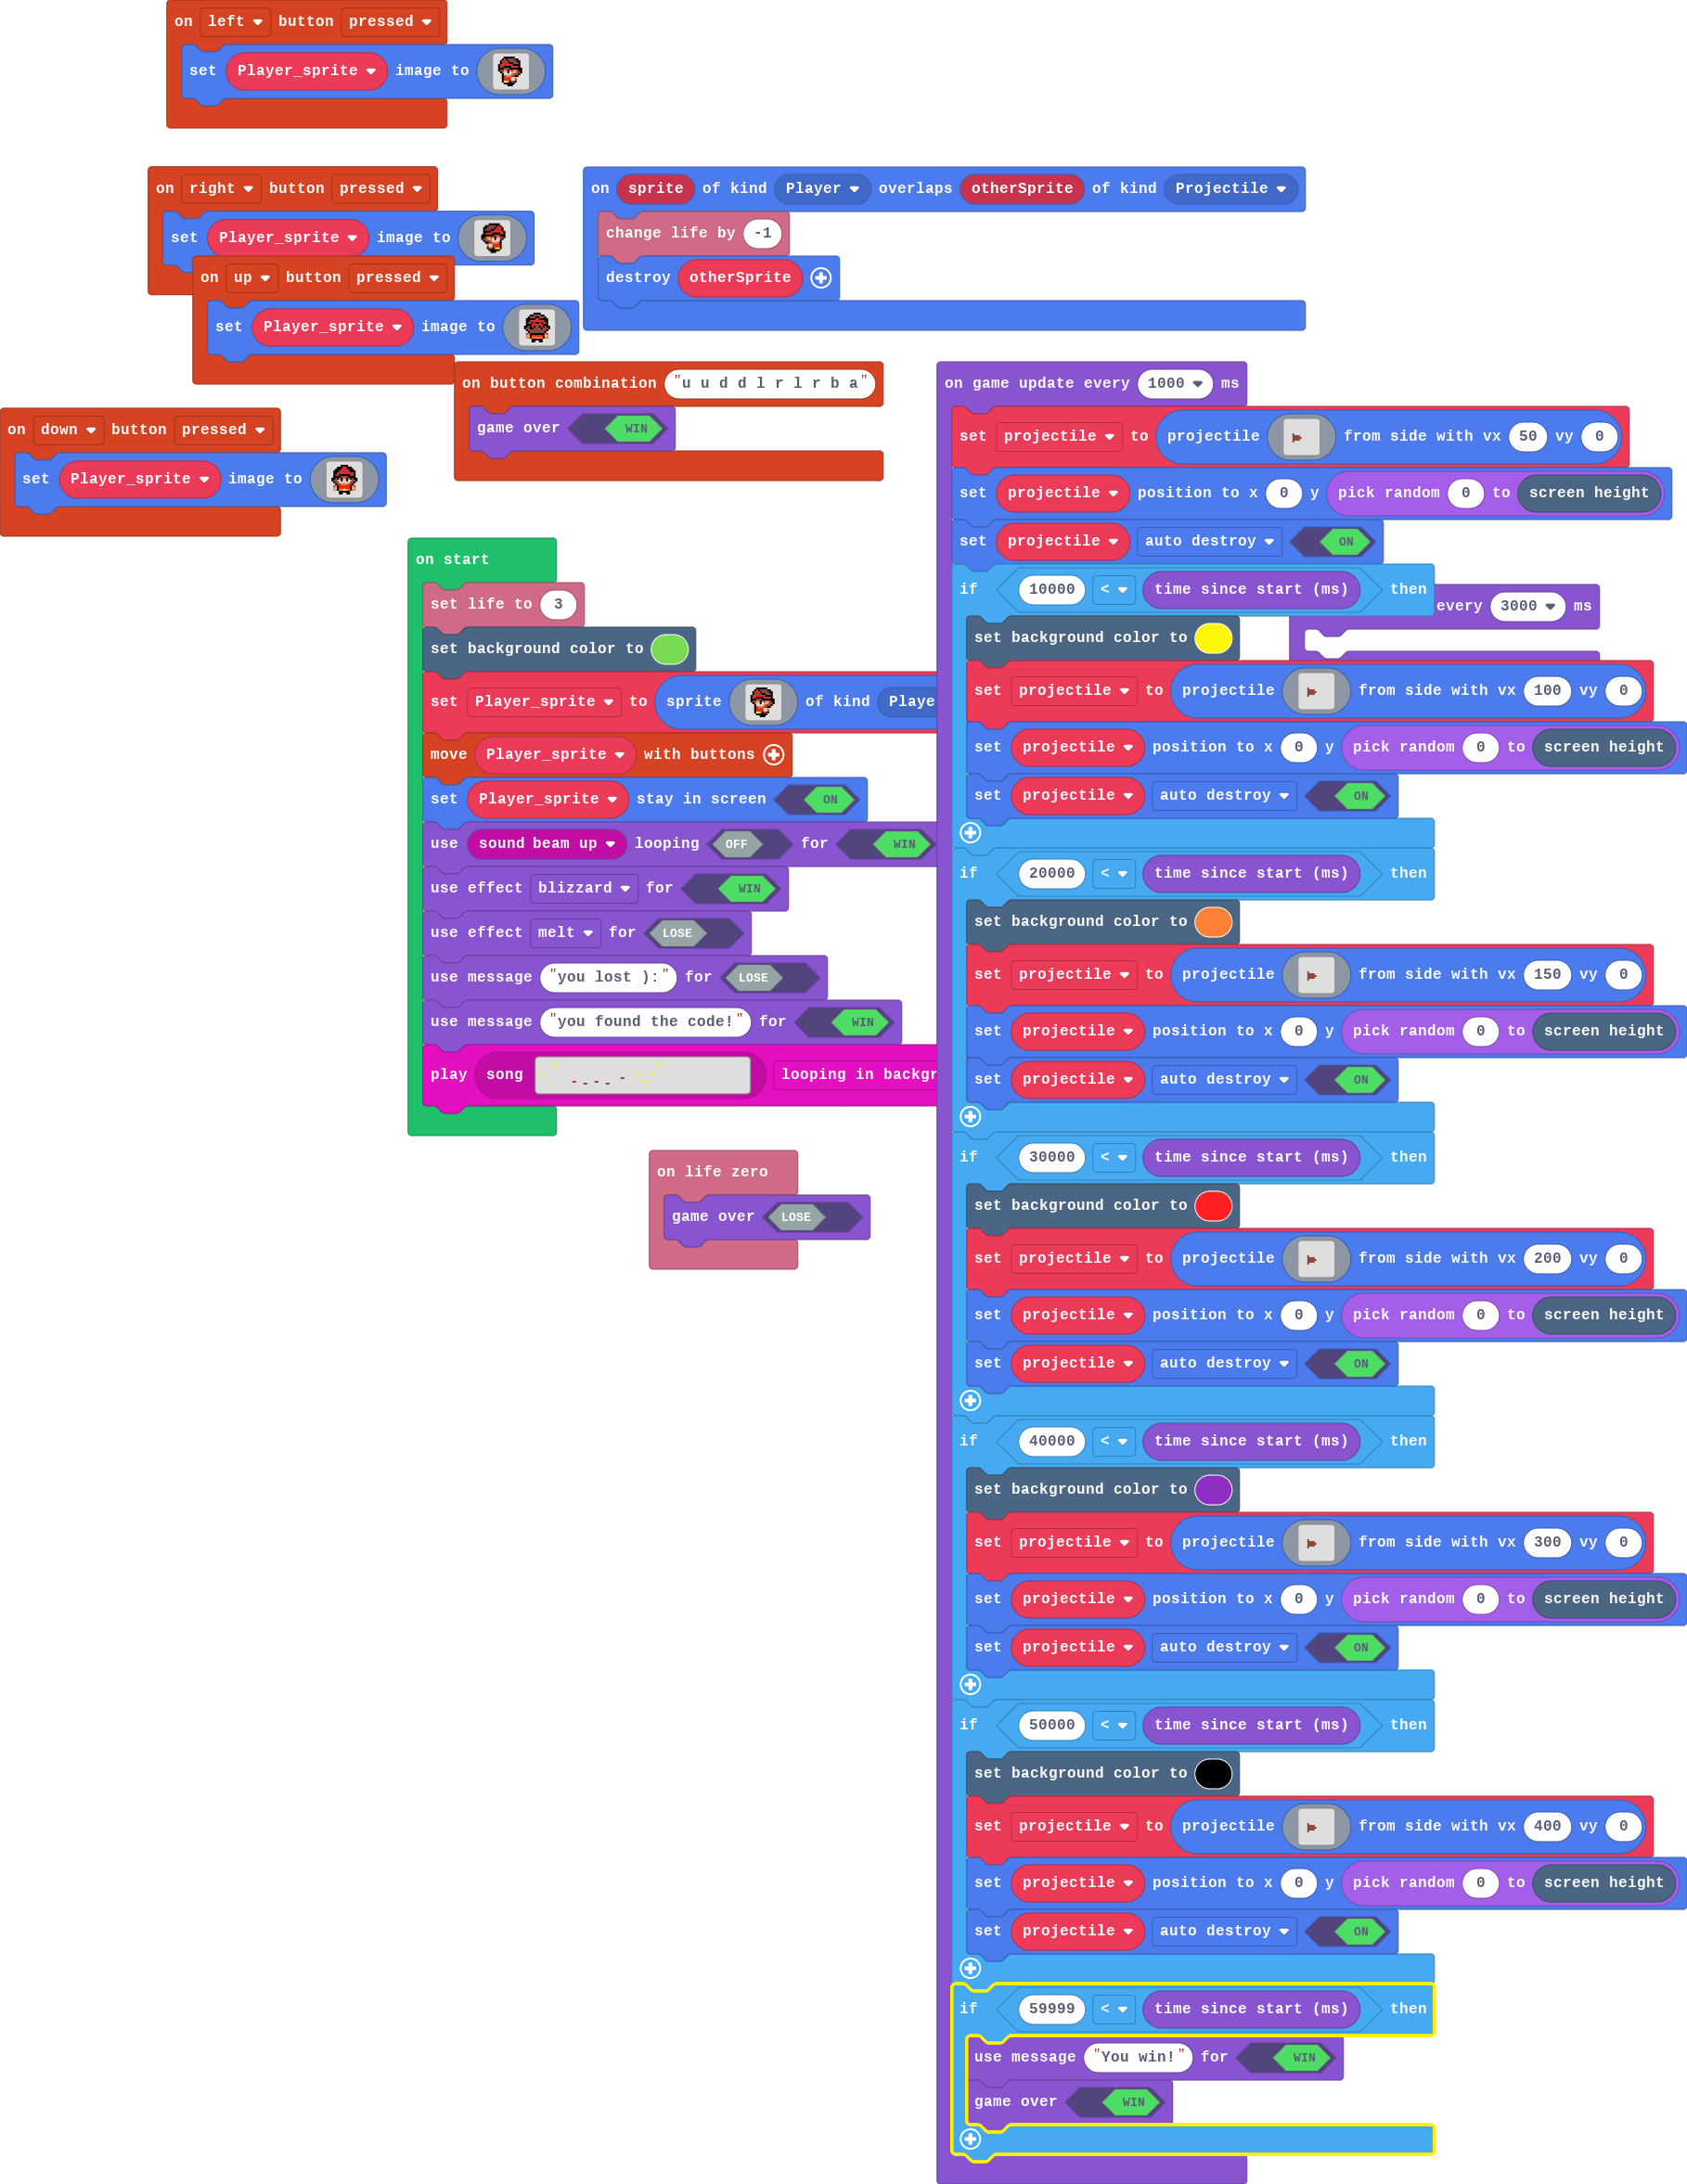 on left button pressed
set Player_sprite image to
on right button pressed
set Player_sprite image to
on up button pressed
set Player_sprite image to
on down button pressed
set Player_sprite image to
on sprite of kind Player overlaps otherSprite of kind Projectile
change life by -1
destroy otherSprite
on button combination "u u d d l r l r b a"
game over WIN
on start
set life to 3
set background color to
set Player_sprite to sprite of kind Playe
move Player_sprite with buttons
set Player_sprite stay in screen ON
use sound beam up looping OFF for WIN
use effect blizzard for WIN
use effect melt for LOSE
use message "you lost ):" for LOSE
use message "you found the code!" for WIN
play song looping in backgr
on life zero
game over LOSE
on game update every 1000 ms
set projectile to projectile from side with vx 50 vy 0
set projectile position to x 0 y pick random 0 to screen height
set projectile auto destroy ON
if 10000 < time since start (ms) then
every 3000 ms
set background color to
set projectile to projectile from side with vx 100 vy 0
set projectile position to x 0 y pick random 0 to screen height
set projectile auto destroy ON
if 20000 < time since start (ms) then
set background color to
set projectile to projectile from side with vx 150 vy 0
set projectile position to x 0 y pick random 0 to screen height
set projectile auto destroy ON
if 30000 < time since start (ms) then
set background color to
set projectile to projectile from side with vx 200 vy 0
set projectile position to x 0 y pick random 0 to screen height
set projectile auto destroy ON
if 40000 < time since start (ms) then
set background color to
set projectile to projectile from side with vx 300 vy 0
set projectile position to x 0 y pick random 0 to screen height
set projectile auto destroy ON
if 50000 < time since start (ms) then
set background color to
set projectile to projectile from side with vx 400 vy 0
set projectile position to x 0 y pick random 0 to screen height
set projectile auto destroy ON
if 59999 < time since start (ms) then
use message "You win!" for WIN
game over WIN